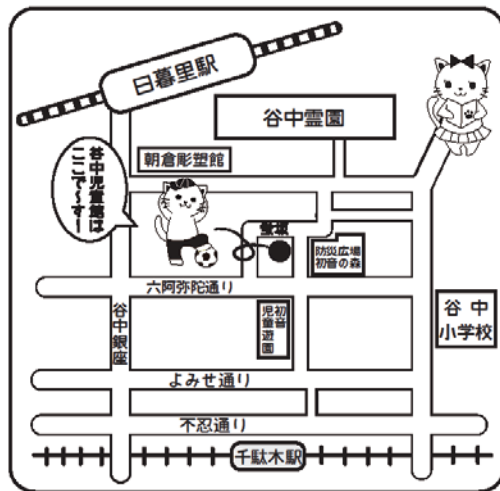 日暮里駅
谷中霊園
朝倉彫塑館
谷中児童館は
ここで～す！
蛍坂
防災広場
初音の森
六阿弥陀通り
谷中銀座
初音
児童遊園
谷中
小学校
よみせ通り
不忍通り
千駄木駅